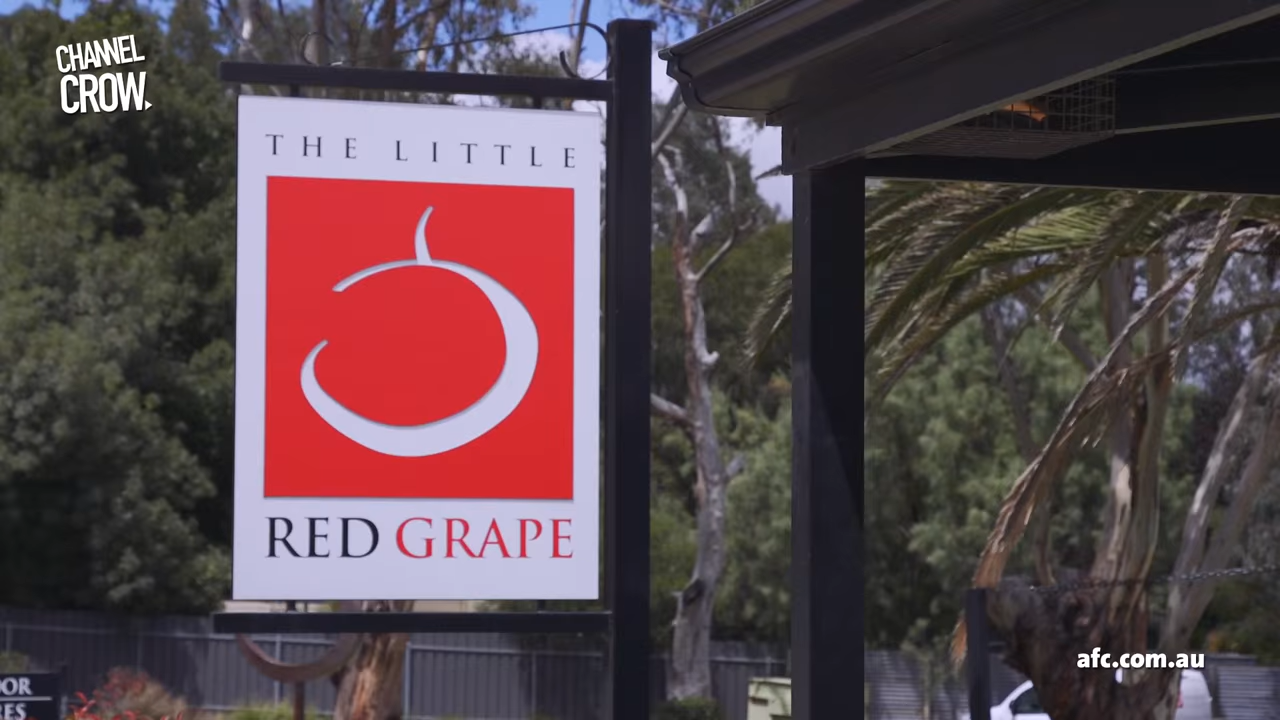 CHANNEL
CROW.
THE LITTLE
RED GRAPE
afc.com.au